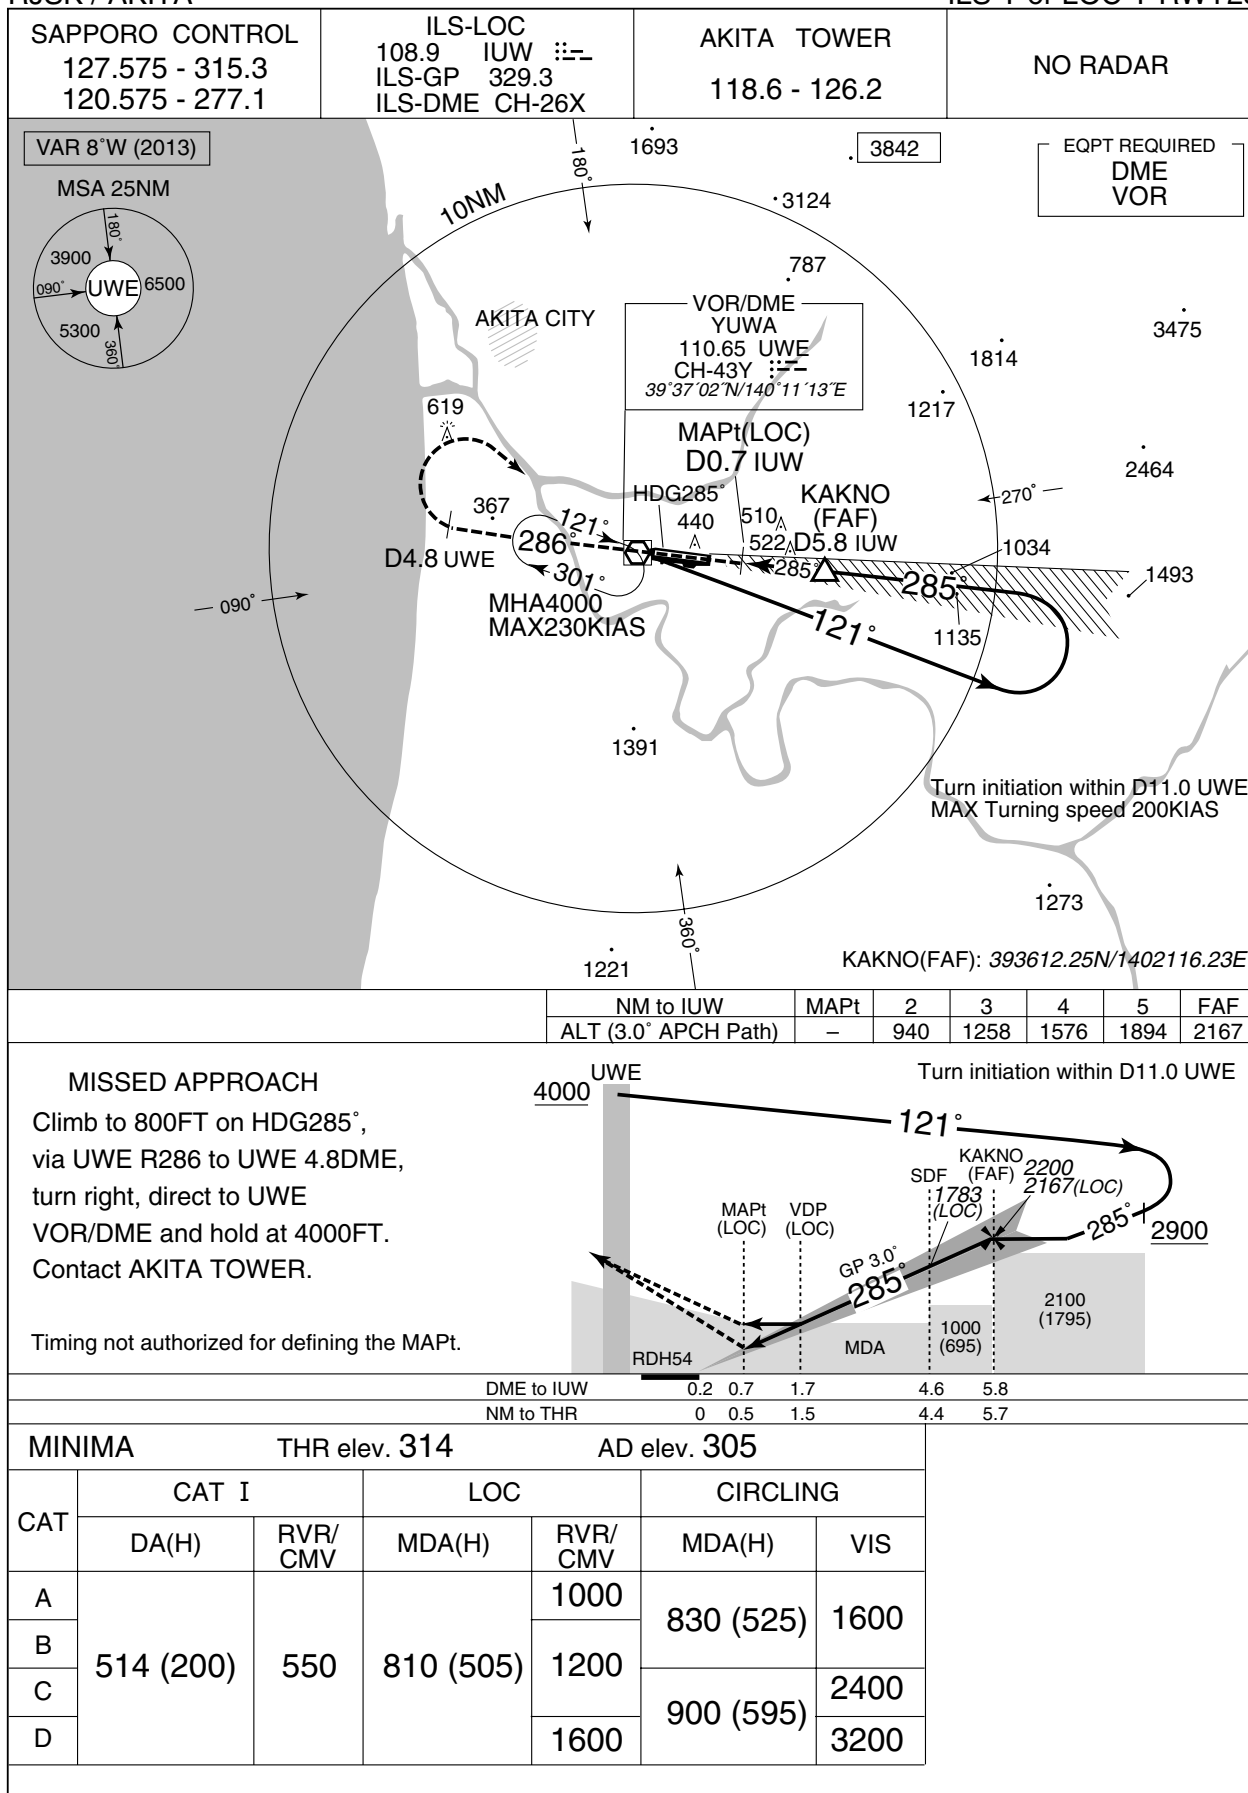 RJSK / AKITA
ILS Y or LOC Y RWY28
SAPPORO CONTROL
127.575 - 315.3
120.575 - 277.1
ILS-LOC
108.9 IUW
ILS-GP 329.3
ILS-DME CH-26X
AKITA TOWER
118.6 - 126.2
NO RADAR
VAR 8°W (2013)
MSA 25NM
180°
3900
090°
UWE
6500
5300
360°
180°
1693
3842
EQPT REQUIRED
DME
VOR
10NM
3124
787
AKITA CITY
VOR/DME
YUWA
110.65 UWE
CH-43Y
39°37´02˝N/140°11´13˝E
3475
1814
1217
619
MAPt(LOC)
D0.7 IUW
2464
HDG285°
KAKNO
(FAF)
D5.8 IUW
270°
367
121°
440
510
522
286°
D4.8 UWE
285°
1034
285°
1493
301°
090°
MHA4000
MAX230KIAS
121°
1135
1391
Turn initiation within D11.0 UWE
MAX Turning speed 200KIAS
1273
360°
1221
KAKNO(FAF): 393612.25N/1402116.23E
NM to IUW MAPt 2 3 4 5 FAF
ALT (3.0° APCH Path) – 940 1258 1576 1894 2167
MISSED APPROACH
Climb to 800FT on HDG285°,
via UWE R286 to UWE 4.8DME,
turn right, direct to UWE
VOR/DME and hold at 4000FT.
Contact AKITA TOWER.
Timing not authorized for defining the MAPt.
UWE
4000
Turn initiation within D11.0 UWE
121°
KAKNO
(FAF)
2200
2167(LOC)
SDF
1783
(LOC)
MAPt
(LOC)
VDP
(LOC)
285°
2900
GP 3.0°
285°
2100
(1795)
1000
(695)
MDA
RDH54
DME to IUW 0.2 0.7 1.7 4.6 5.8
NM to THR 0 0.5 1.5 4.4 5.7
MINIMA THR elev. 314 AD elev. 305
CAT
CAT I
LOC
CIRCLING
DA(H)
RVR/
CMV
MDA(H)
RVR/
CMV
MDA(H)
VIS
A
B
C
D
514 (200)
550
810 (505)
1000
1200
1600
830 (525)
900 (595)
1600
2400
3200